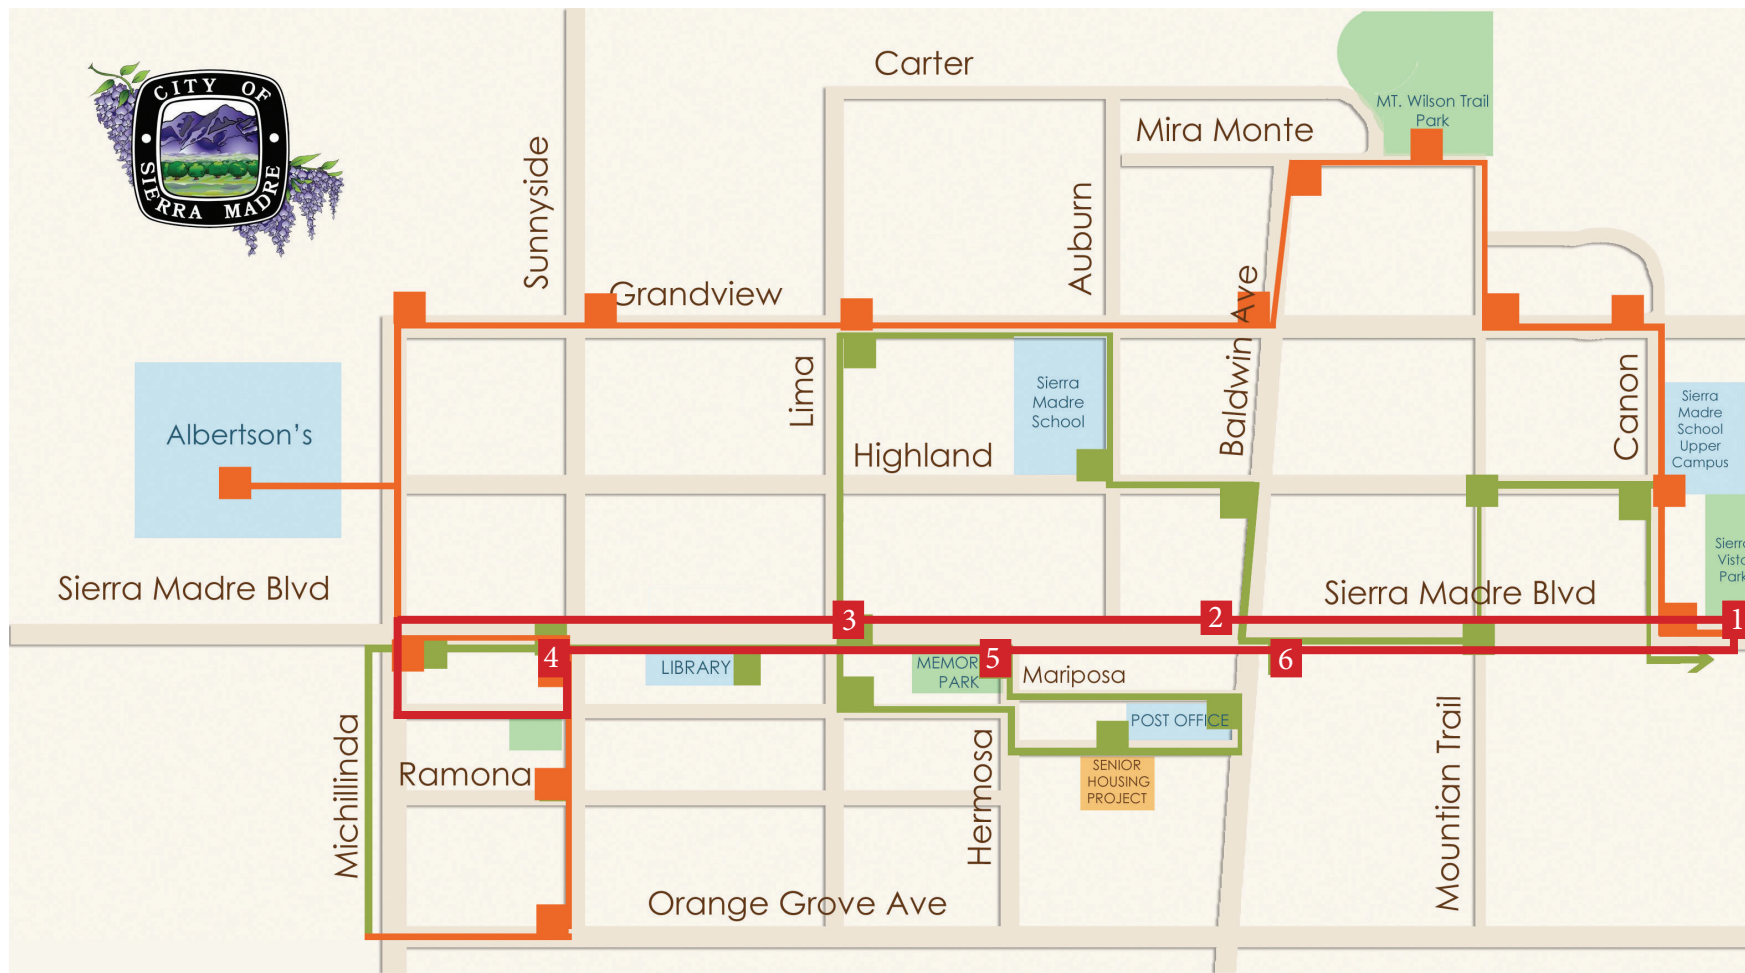 CITY OF
SIERRA MADRE
Carter
MT. Wilson Trail
Park
Mira Monte
Sunnyside
Auburn
Grandview
Baldwin Ave
Lima
Canon
Sierra
Madre
School
Sierra
Madre
School
Upper
Campus
Albertson's
Highland
Sierra
Vista
Park
Sierra Madre Blvd
Sierra Madre Blvd
3
2
1
4
5
6
LIBRARY
MEMOR
PARK
Mariposa
POST OFFICE
Michillinda
Ramona
Hermosa
SENIOR
HOUSING
PROJECT
Mountian Trail
Orange Grove Ave